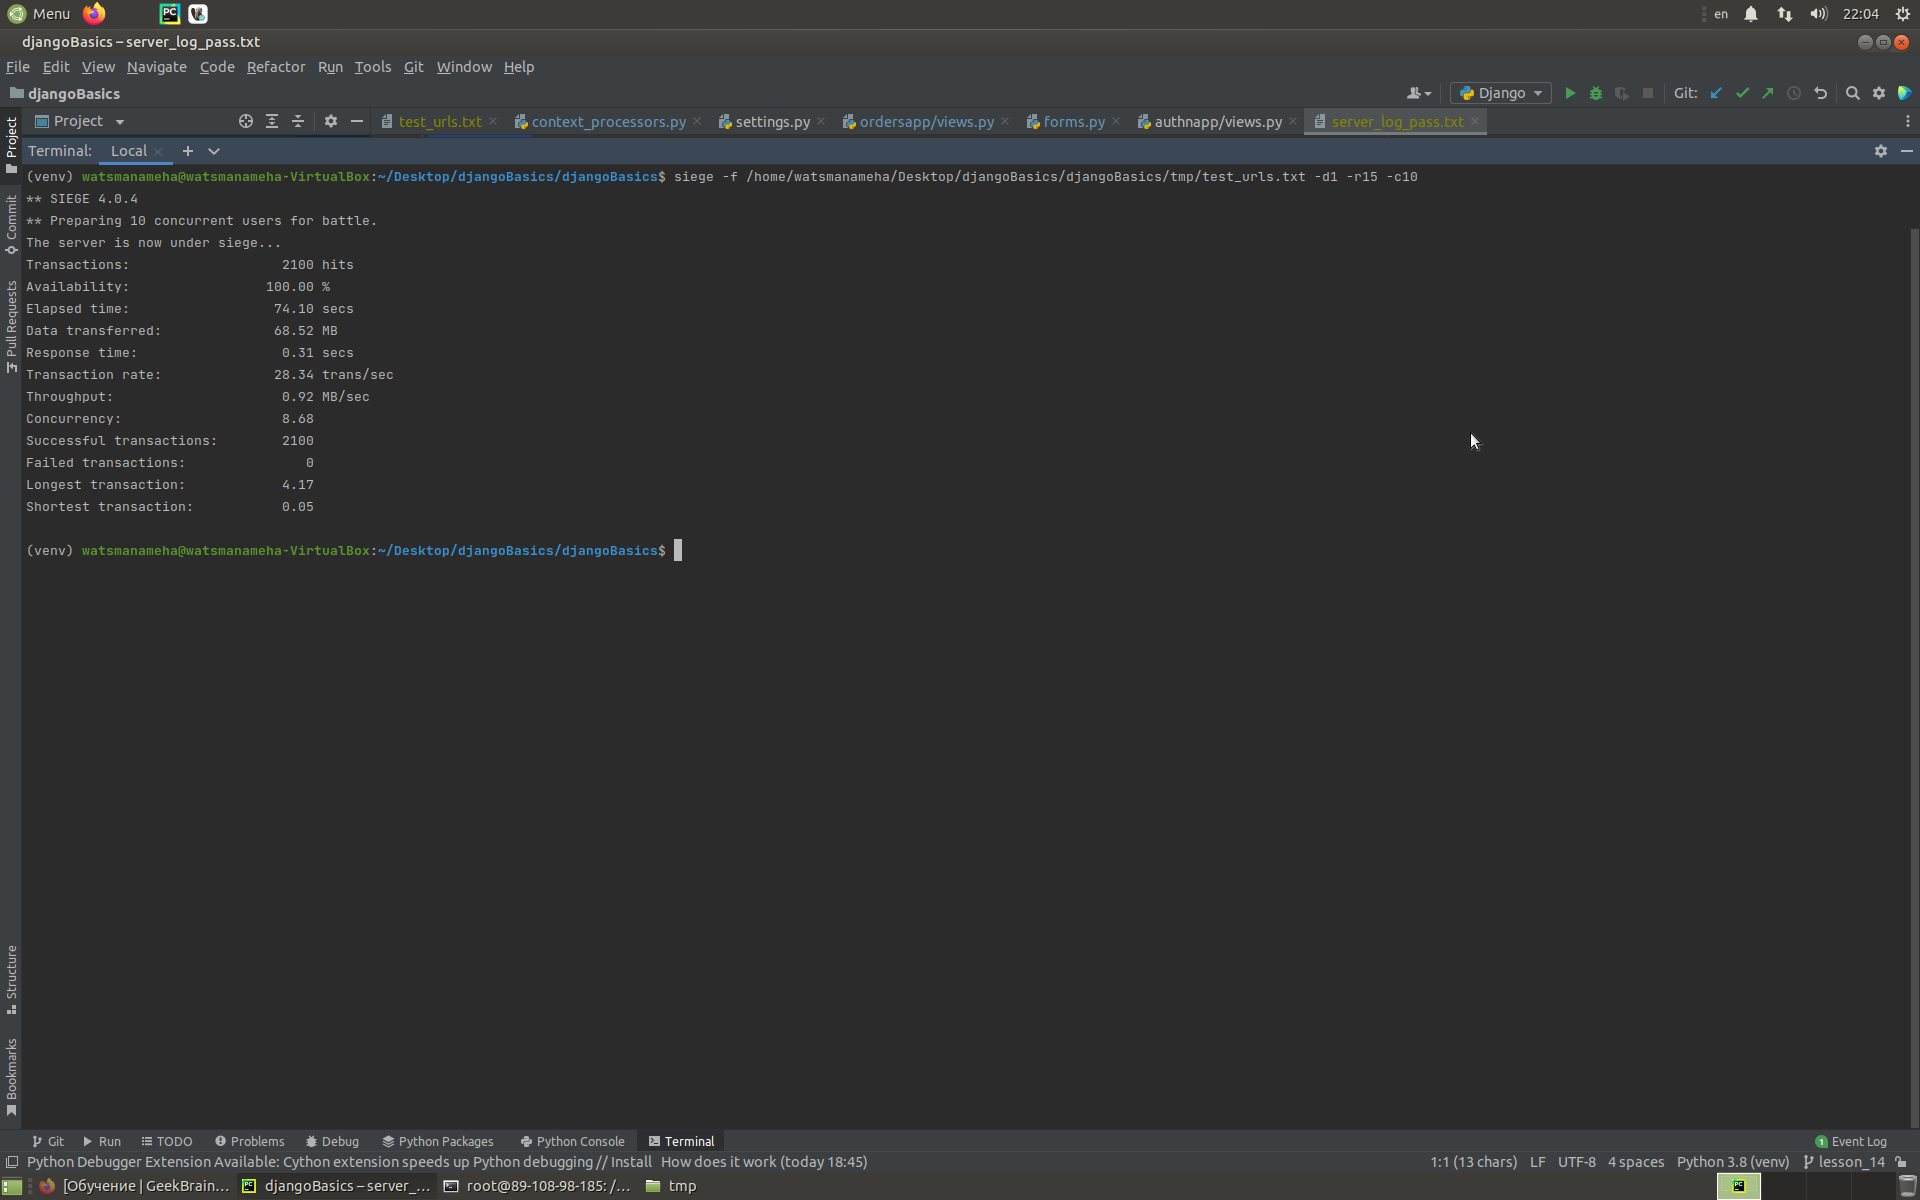 Menu
en
22:04
djangoBasics – server_log_pass.txt
File Edit View Navigate Code Refactor Run Tools Git Window Help
djangoBasics
Django
Git:
Project
test_urls.txt
context_processors.py
settings.py
ordersapp/views.py
forms.py
authnapp/views.py
server_log_pass.txt
Terminal: Local
(venv) watsmanameha@watsmanameha-VirtualBox:~/Desktop/djangoBasics/djangoBasics$ siege -f /home/watsmanameha/Desktop/djangoBasics/djangoBasics/tmp/test_urls.txt -d1 -r15 -c10
** SIEGE 4.0.4
** Preparing 10 concurrent users for battle.
The server is now under siege...
Transactions: 2100 hits
Availability: 100.00 %
Elapsed time: 74.10 secs
Data transferred: 68.52 MB
Response time: 0.31 secs
Transaction rate: 28.34 trans/sec
Throughput: 0.92 MB/sec
Concurrency: 8.68
Successful transactions: 2100
Failed transactions: 0
Longest transaction: 4.17
Shortest transaction: 0.05
(venv) watsmanameha@watsmanameha-VirtualBox:~/Desktop/djangoBasics/djangoBasics$
Project
Commit
Pull Requests
Structure
Bookmarks
Git Run TODO Problems Debug Python Packages Python Console Terminal
1 Event Log
Python Debugger Extension Available: Cython extension speeds up Python debugging // Install How does it work (today 18:45)
1:1 (13 chars) LF UTF-8 4 spaces Python 3.8 (venv) lesson_14
[Обучение | GeekBrain...
djangoBasics – server_...
root@89-108-98-185: /...
tmp